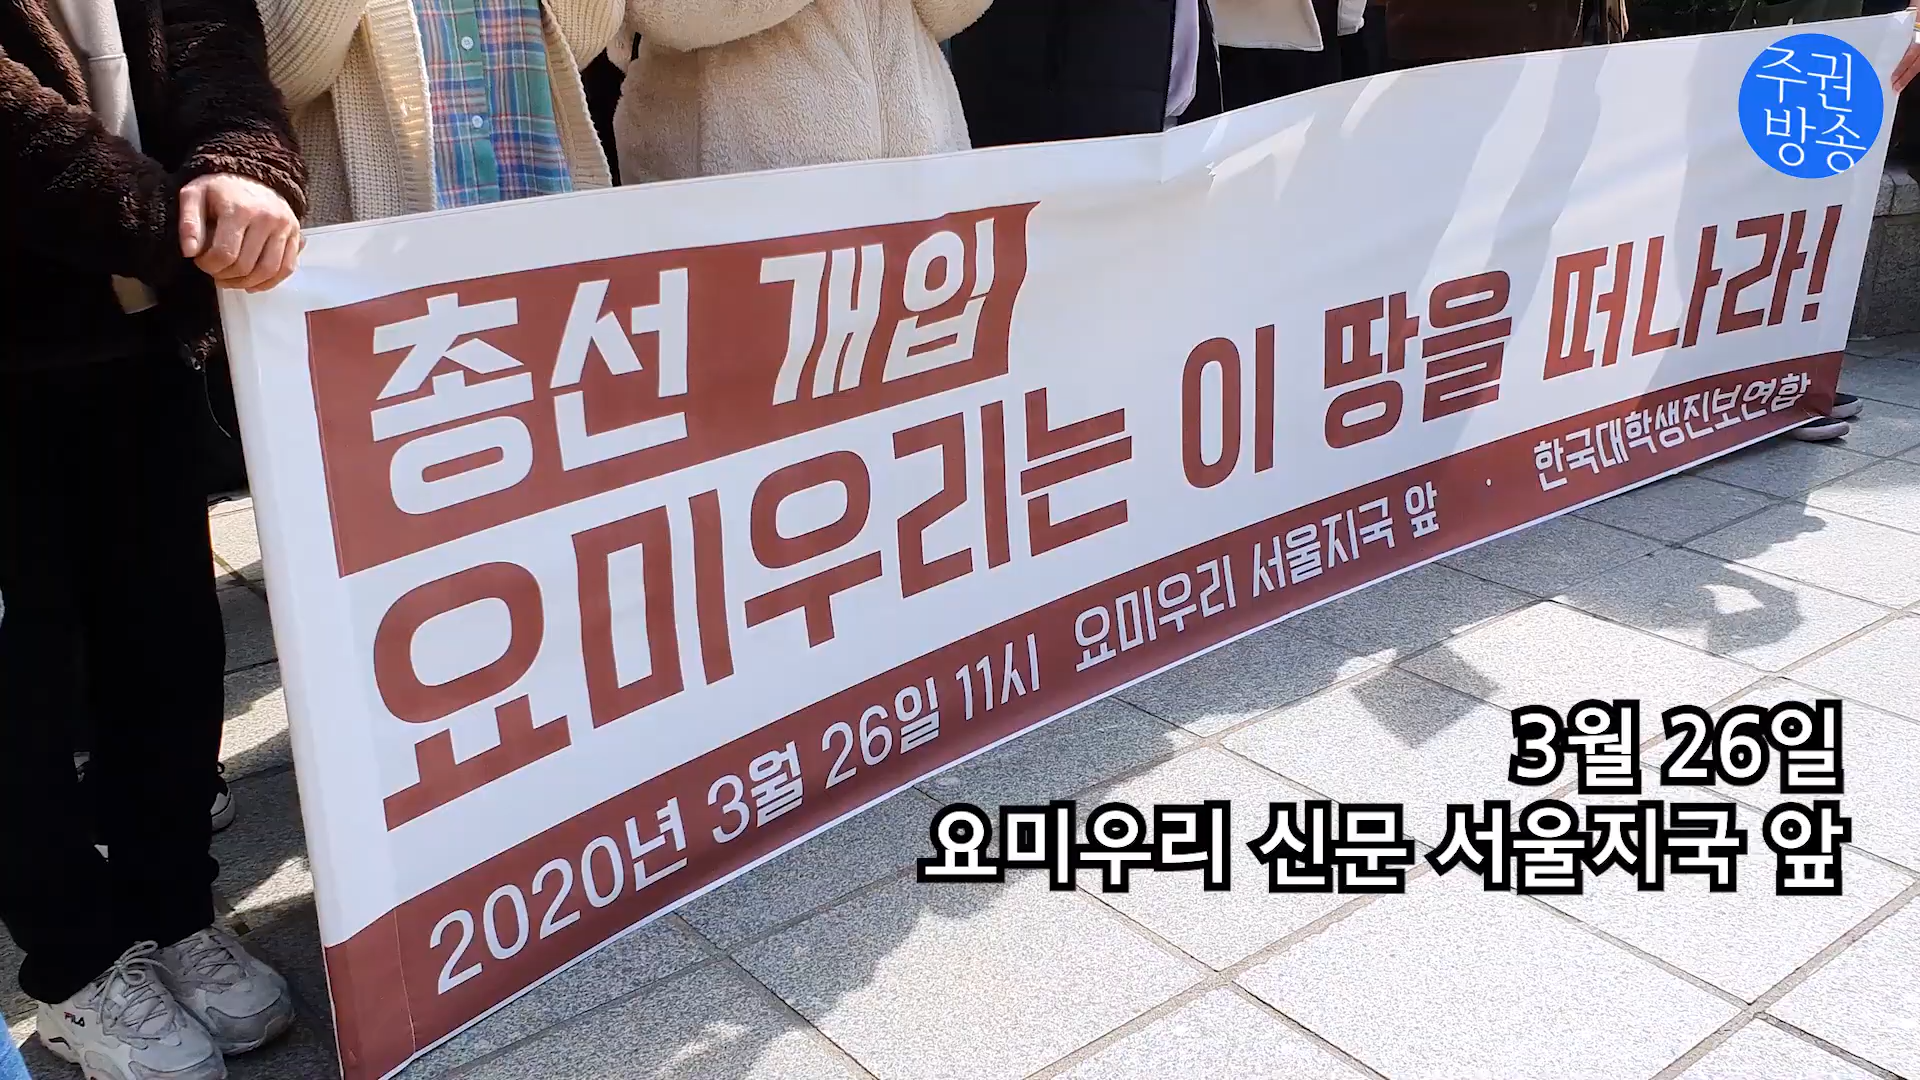 주권
방송
총선 개입
요미우리는 이 땅을 떠나라!
2020년 3월 26일 11시 요미우리 서울지국 앞 · 한국대학생진보연합
3월 26일
요미우리 신문 서울지국 앞
FILA